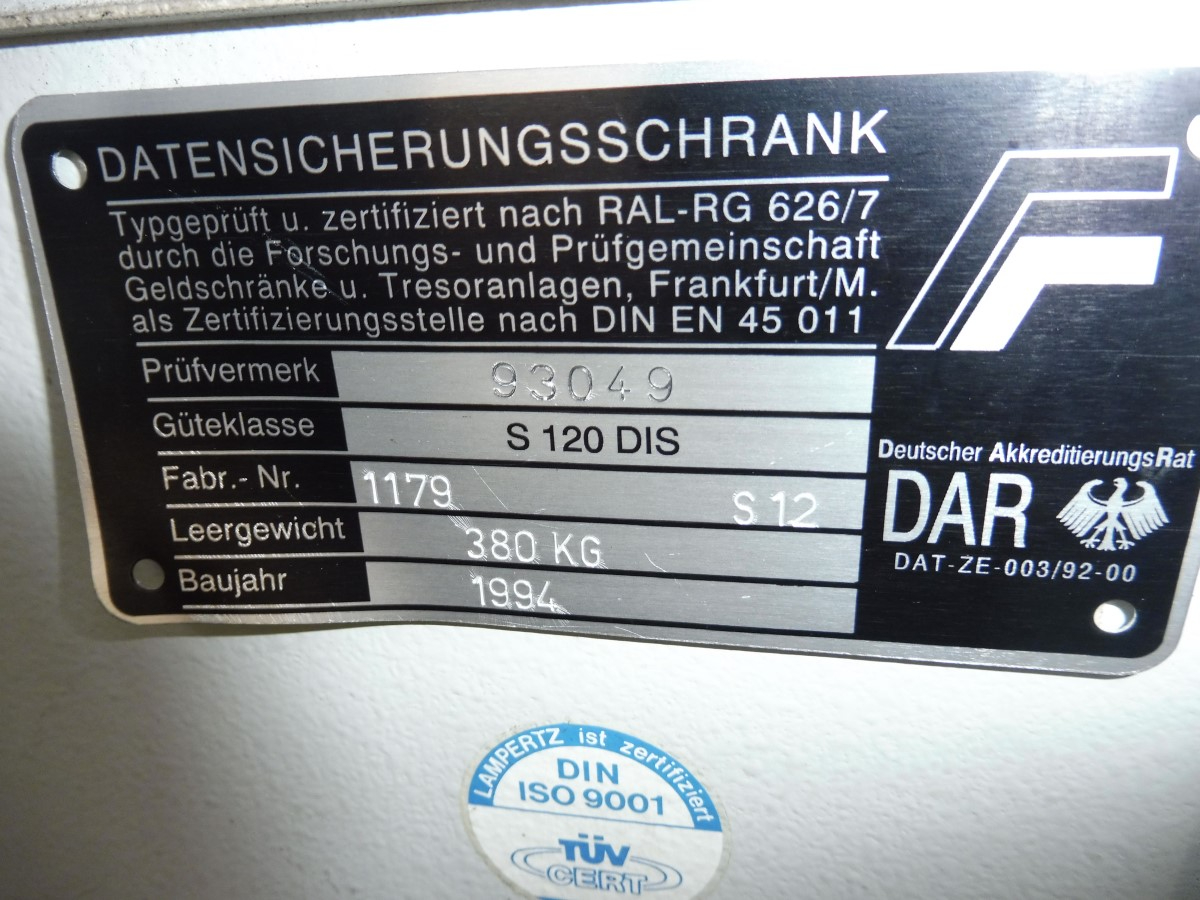 DATENSICHERUNGSSCHRANK
Typgeprüft u. zertifiziert nach RAL-RG 626/7
durch die Forschungs- und Prüfgemeinschaft
Geldschränke u. Tresoranlagen, Frankfurt/M.
als Zertifizierungsstelle nach DIN EN 45 011
Prüfvermerk 93049
Güteklasse S 120 DIS
Fabr.- Nr. 1179 S 12
Leergewicht 380 KG
Baujahr 1994
Deutscher AkkreditierungsRat
DAR
DAT-ZE-003/92-00
LAMPERTZ ist zertifiziert
DIN
ISO 9001
TÜV
CERT